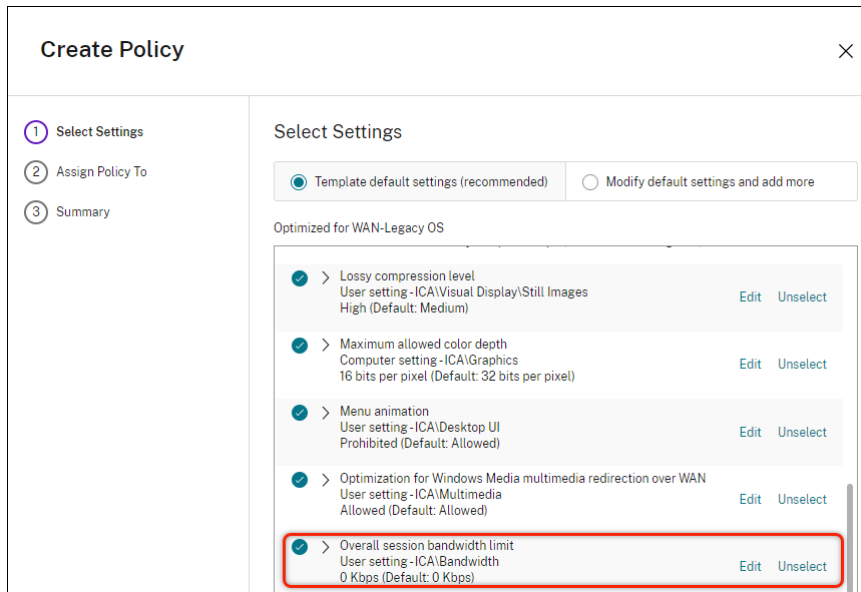 Create Policy
1 Select Settings
2 Assign Policy To
3 Summary
Select Settings
Template default settings (recommended)
Modify default settings and add more
Optimized for WAN-Legacy OS
Lossy compression level
User setting - ICA\Visual Display\Still Images
High (Default: Medium)
Edit Unselect
Maximum allowed color depth
Computer setting - ICA\Graphics
16 bits per pixel (Default: 32 bits per pixel)
Edit Unselect
Menu animation
User setting - ICA\Desktop UI
Prohibited (Default: Allowed)
Edit Unselect
Optimization for Windows Media multimedia redirection over WAN
User setting - ICA\Multimedia
Allowed (Default: Allowed)
Edit Unselect
Overall session bandwidth limit
User setting - ICA\Bandwidth
0 Kbps (Default: 0 Kbps)
Edit Unselect